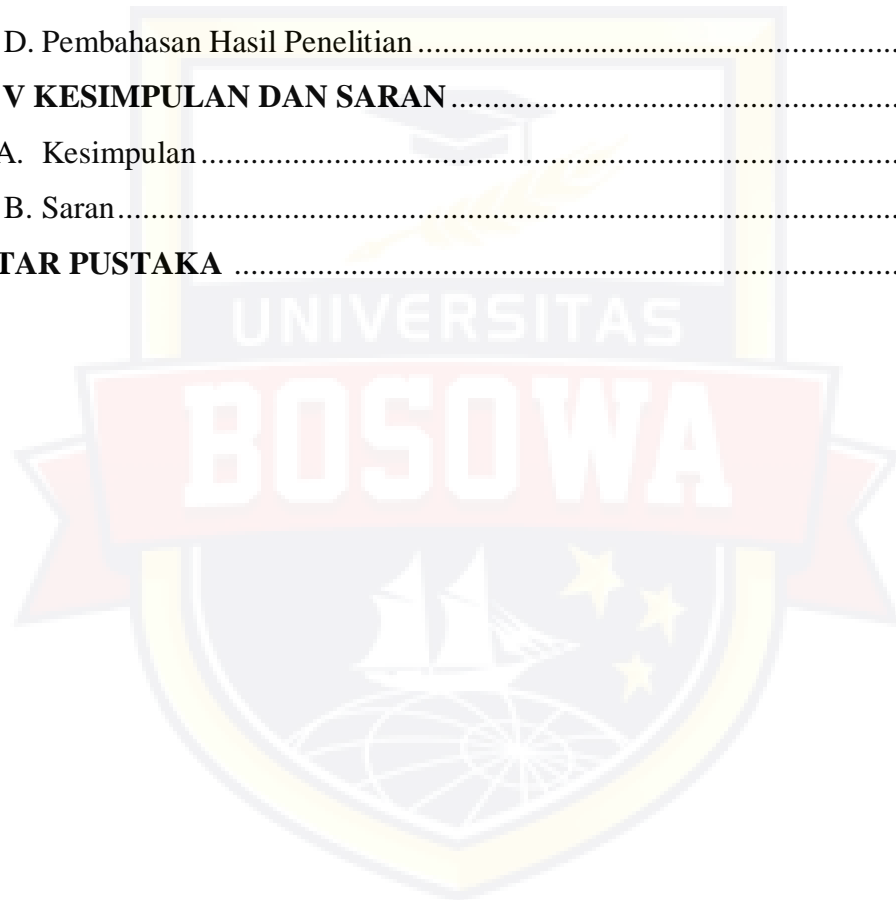 D. Pembahasan Hasil Penelitian ........................................................
V KESIMPULAN DAN SARAN .....................................................
A. Kesimpulan ...................................................................................
B. Saran .............................................................................................
TAR PUSTAKA ...............................................................................
UNIVERSITAS
BOSOWA